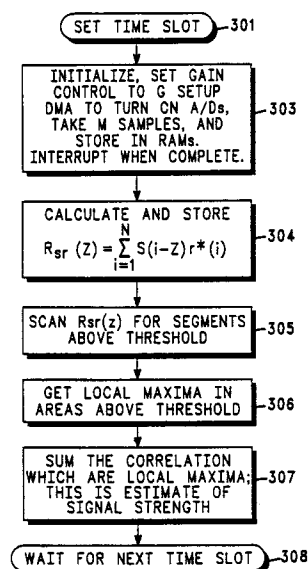 SET TIME SLOT
301
INITIALIZE, SET GAIN
CONTROL TO G SETUP
DMA TO TURN CN A/Ds,
TAKE M SAMPLES, AND
STORE IN RAMS.
INTERRUPT WHEN COMPLETE.
303
CALCULATE AND STORE
R_sr (Z) = \sum_{i=1}^{N} S(i-Z) r*(i)
304
SCAN Rsr(z) FOR SEGMENTS
ABOVE THRESHOLD
305
GET LOCAL MAXIMA IN
AREAS ABOVE THRESHOLD
306
SUM THE CORRELATION
WHICH ARE LOCAL MAXIMA;
THIS IS ESTIMATE OF
SIGNAL STRENGTH
307
WAIT FOR NEXT TIME SLOT
308